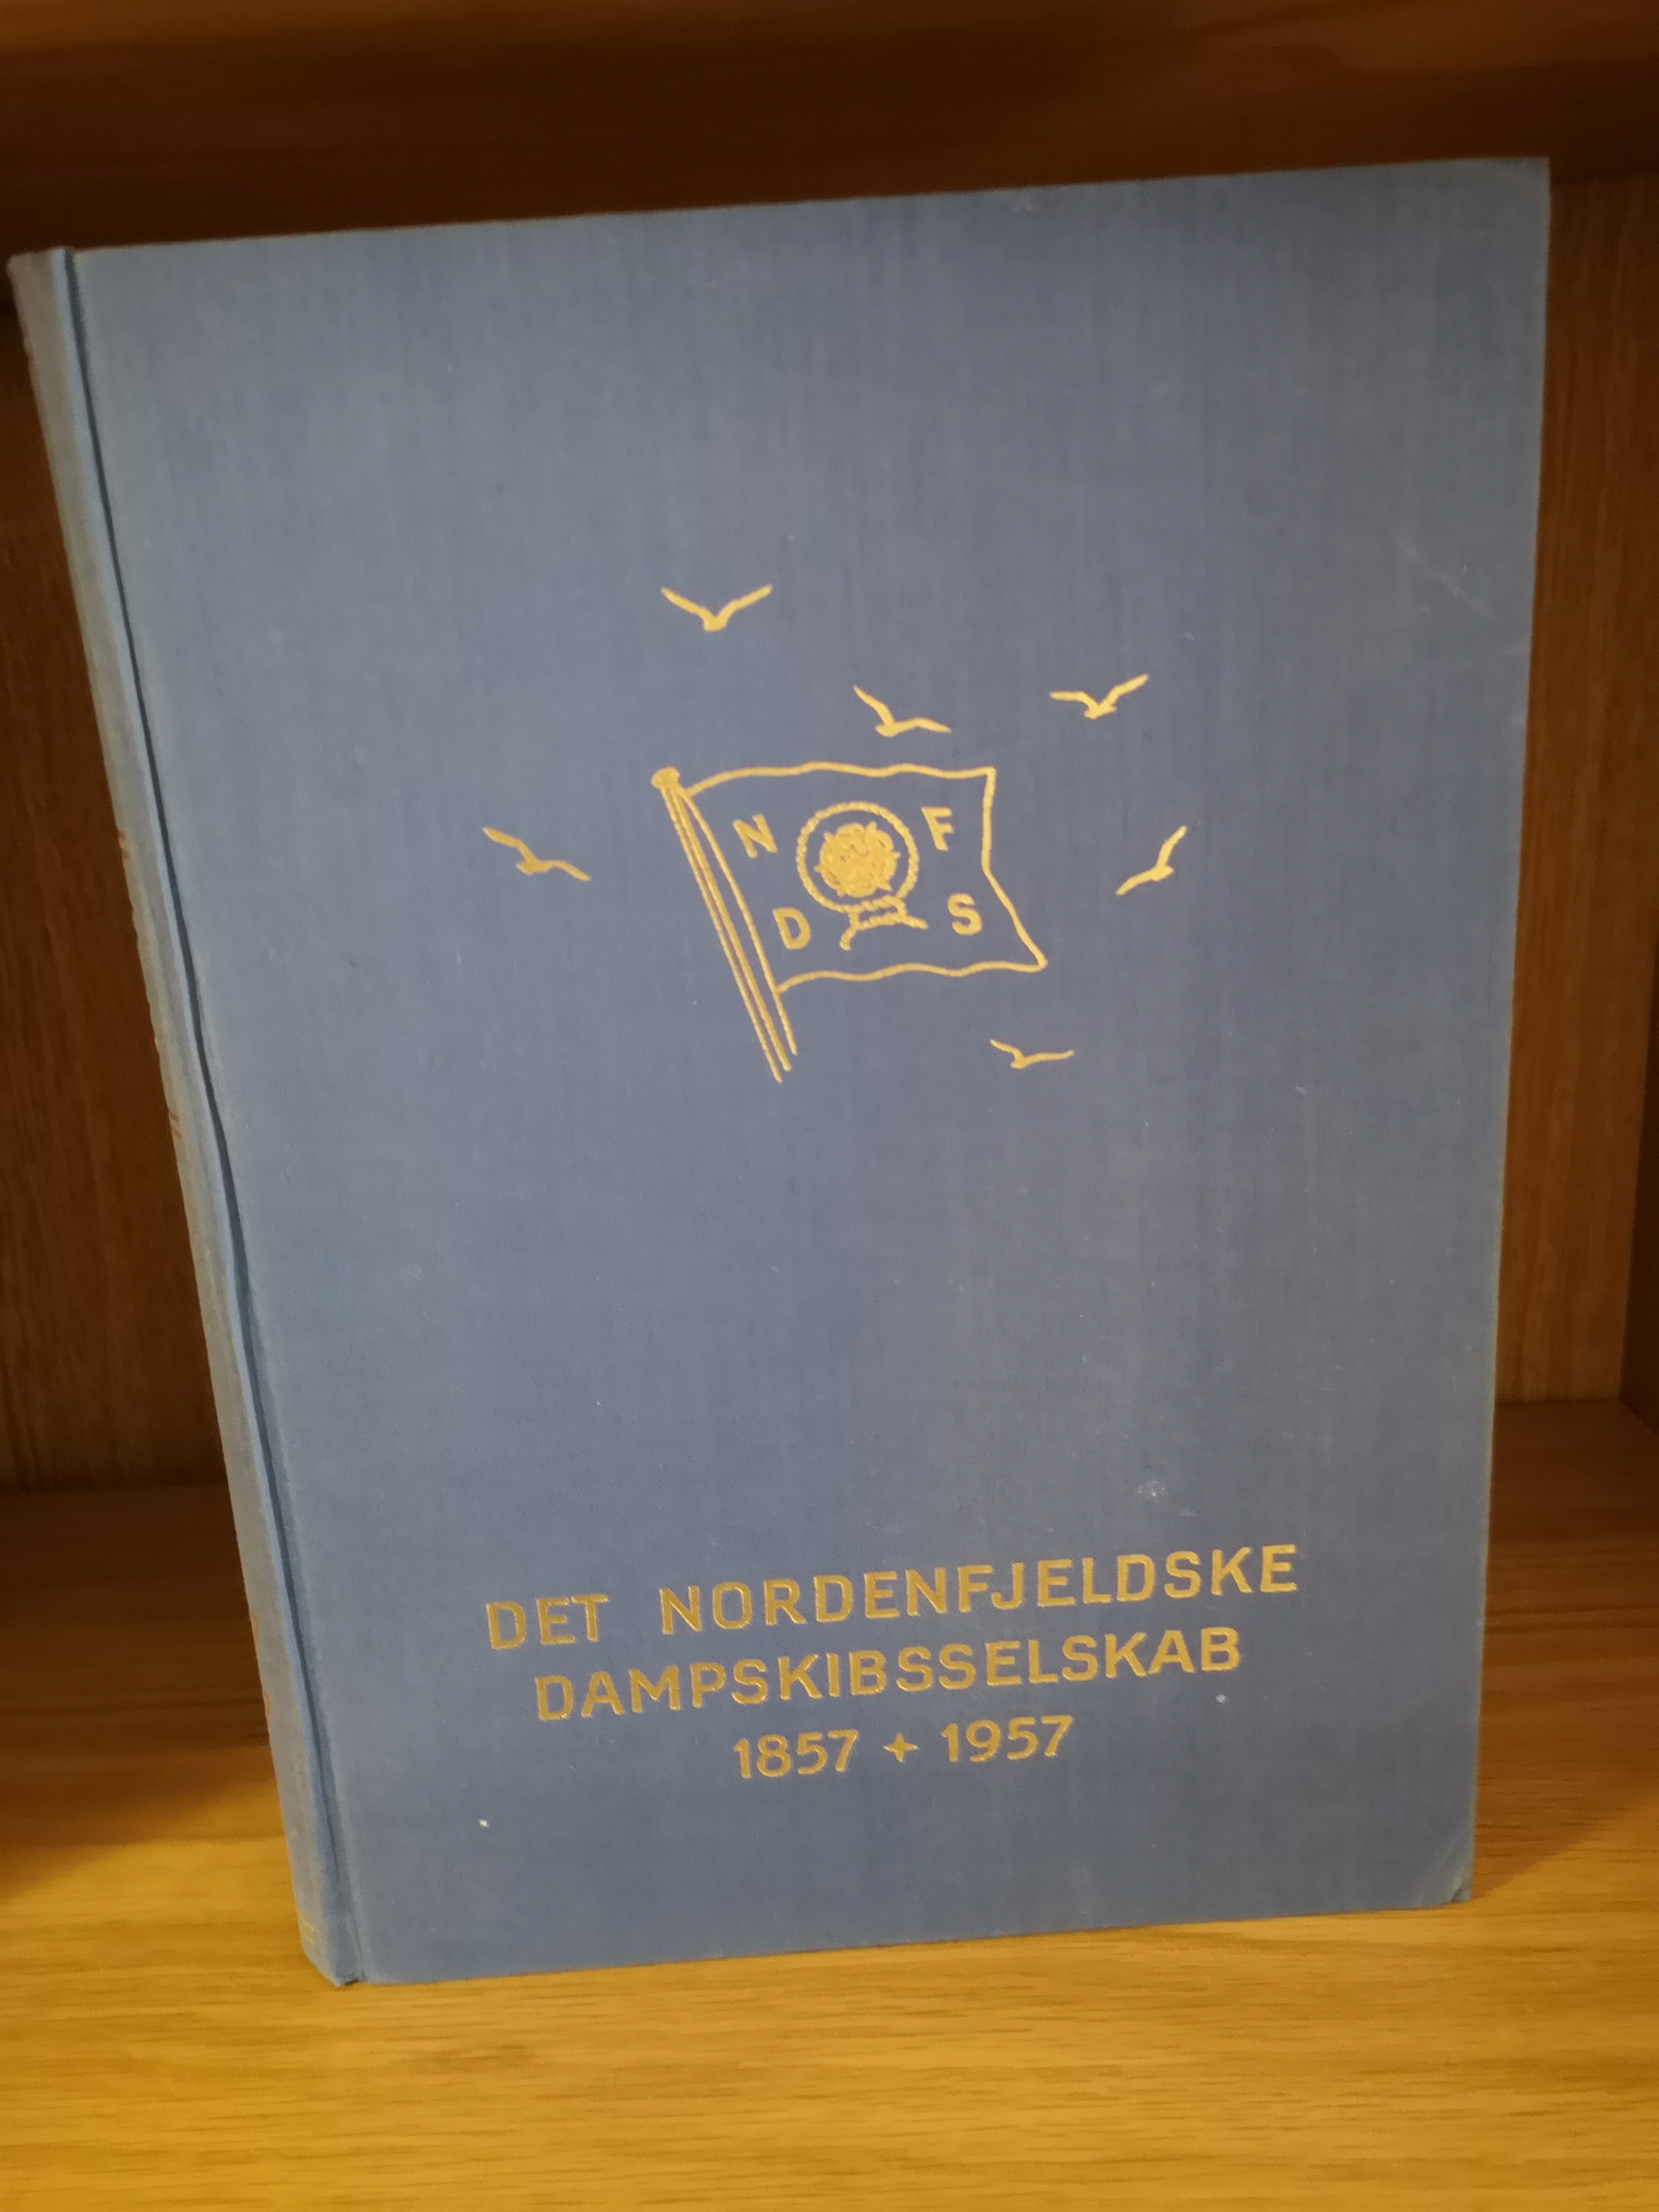 N F
D S
DET NORDENFJELDSKE
DAMPSKIBSSELSKAB
1857 + 1957